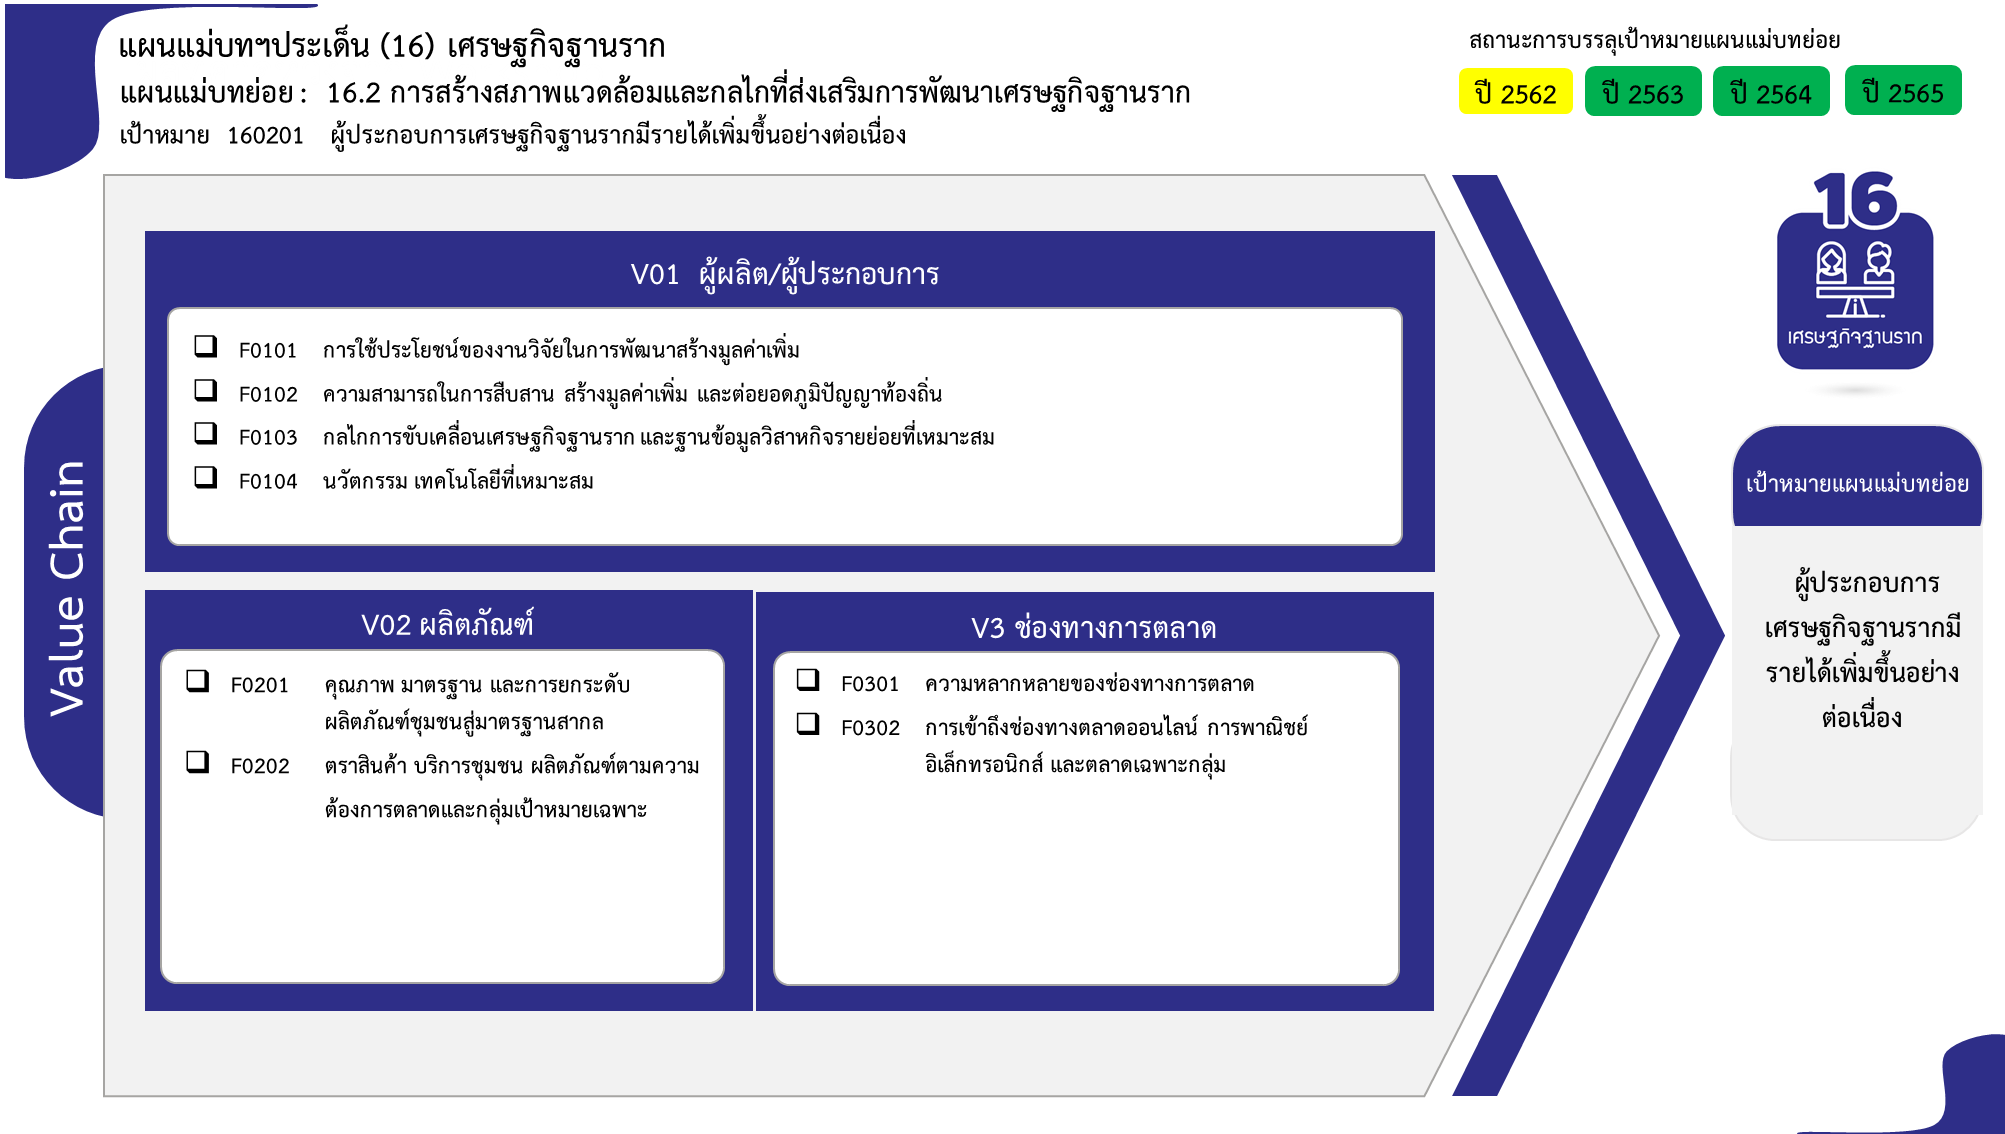 แผนแม่บทฯประเด็น (16) เศรษฐกิจฐานราก
แผนแม่บทย่อย : 16.2 การสร้างสภาพแวดล้อมและกลไกที่ส่งเสริมการพัฒนาเศรษฐกิจฐานราก
เป้าหมาย 160201 ผู้ประกอบการเศรษฐกิจฐานรากมีรายได้เพิ่มขึ้นอย่างต่อเนื่อง
สถานะการบรรลุเป้าหมายแผนแม่บทย่อย
ปี 2562 ปี 2563 ปี 2564 ปี 2565
Value Chain
V01 ผู้ผลิต/ผู้ประกอบการ
❑ F0101 การใช้ประโยชน์ของงานวิจัยในการพัฒนาสร้างมูลค่าเพิ่ม
❑ F0102 ความสามารถในการสืบสาน สร้างมูลค่าเพิ่ม และต่อยอดภูมิปัญญาท้องถิ่น
❑ F0103 กลไกการขับเคลื่อนเศรษฐกิจฐานราก และฐานข้อมูลวิสาหกิจรายย่อยที่เหมาะสม
❑ F0104 นวัตกรรม เทคโนโลยีที่เหมาะสม
V02 ผลิตภัณฑ์
❑ F0201 คุณภาพ มาตรฐาน และการยกระดับ
ผลิตภัณฑ์ชุมชนสู่มาตรฐานสากล
❑ F0202 ตราสินค้า บริการชุมชน ผลิตภัณฑ์ตามความ
ต้องการตลาดและกลุ่มเป้าหมายเฉพาะ
V3 ช่องทางการตลาด
❑ F0301 ความหลากหลายของช่องทางการตลาด
❑ F0302 การเข้าถึงช่องทางตลาดออนไลน์ การพาณิชย์
อิเล็กทรอนิกส์ และตลาดเฉพาะกลุ่ม
16
เศรษฐกิจฐานราก
เป้าหมายแผนแม่บทย่อย
ผู้ประกอบการ
เศรษฐกิจฐานรากมี
รายได้เพิ่มขึ้นอย่าง
ต่อเนื่อง